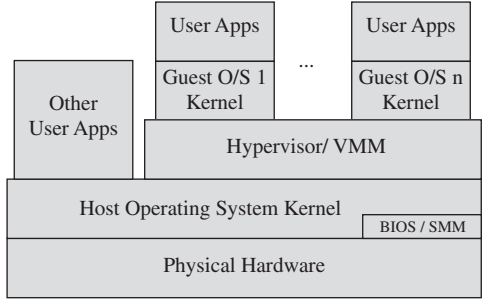 User Apps
User Apps
...
Guest O/S 1
Kernel
Guest O/S n
Kernel
Other
User Apps
Hypervisor/ VMM
Host Operating System Kernel
BIOS / SMM
Physical Hardware